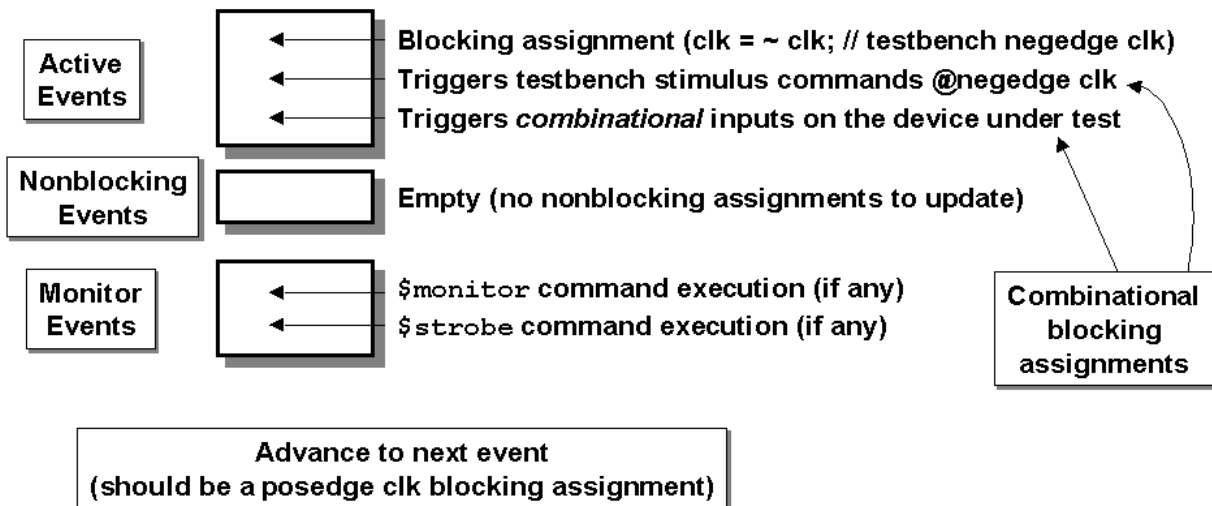 Active
Events
Blocking assignment (clk = ~ clk; // testbench negedge clk)
Triggers testbench stimulus commands @negedge clk
Triggers combinational inputs on the device under test
Nonblocking
Events
Empty (no nonblocking assignments to update)
Monitor
Events
$monitor command execution (if any)
$strobe command execution (if any)
Combinational
blocking
assignments
Advance to next event
(should be a posedge clk blocking assignment)